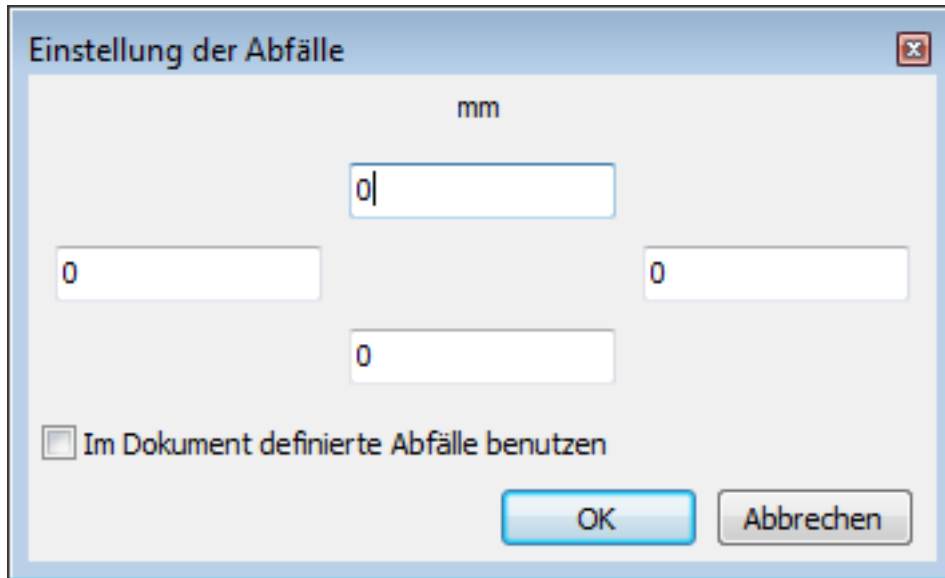 Einstellung der Abfälle
mm
0
0
0
0
Im Dokument definierte Abfälle benutzen
OK
Abbrechen